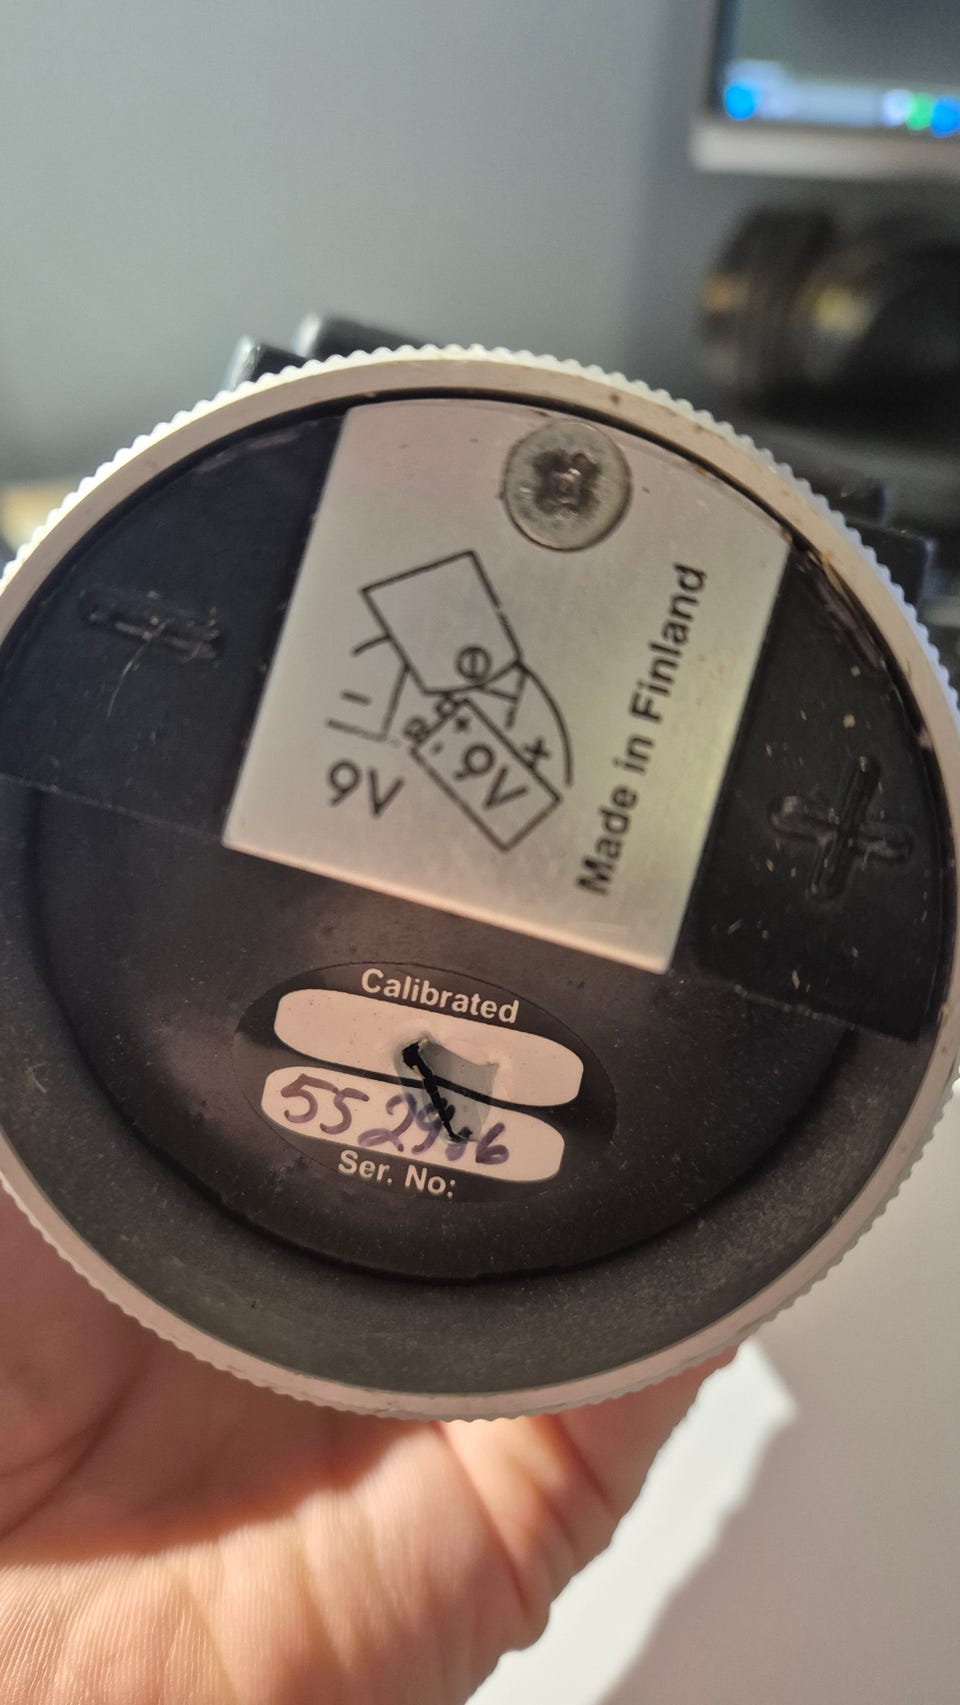 9V
9V
Made in Finland
Calibrated
Ser. No: